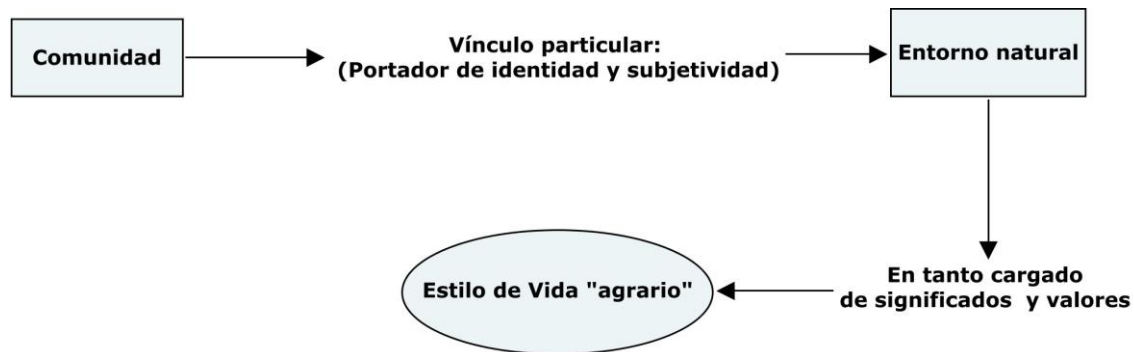 Comunidad
Vínculo particular:
(Portador de identidad y subjetividad)
Entorno natural
En tanto cargado
de significados y valores
Estilo de Vida "agrario"